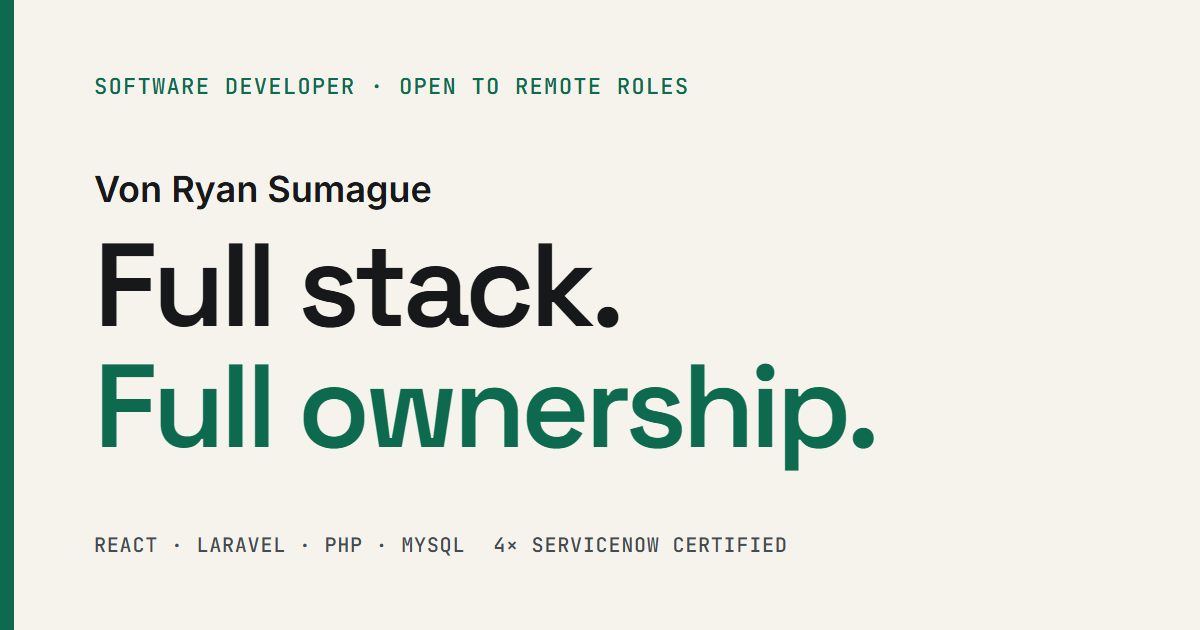 SOFTWARE DEVELOPER · OPEN TO REMOTE ROLES
Von Ryan Sumague
Full stack.
Full ownership.
REACT · LARAVEL · PHP · MYSQL 4× SERVICENOW CERTIFIED